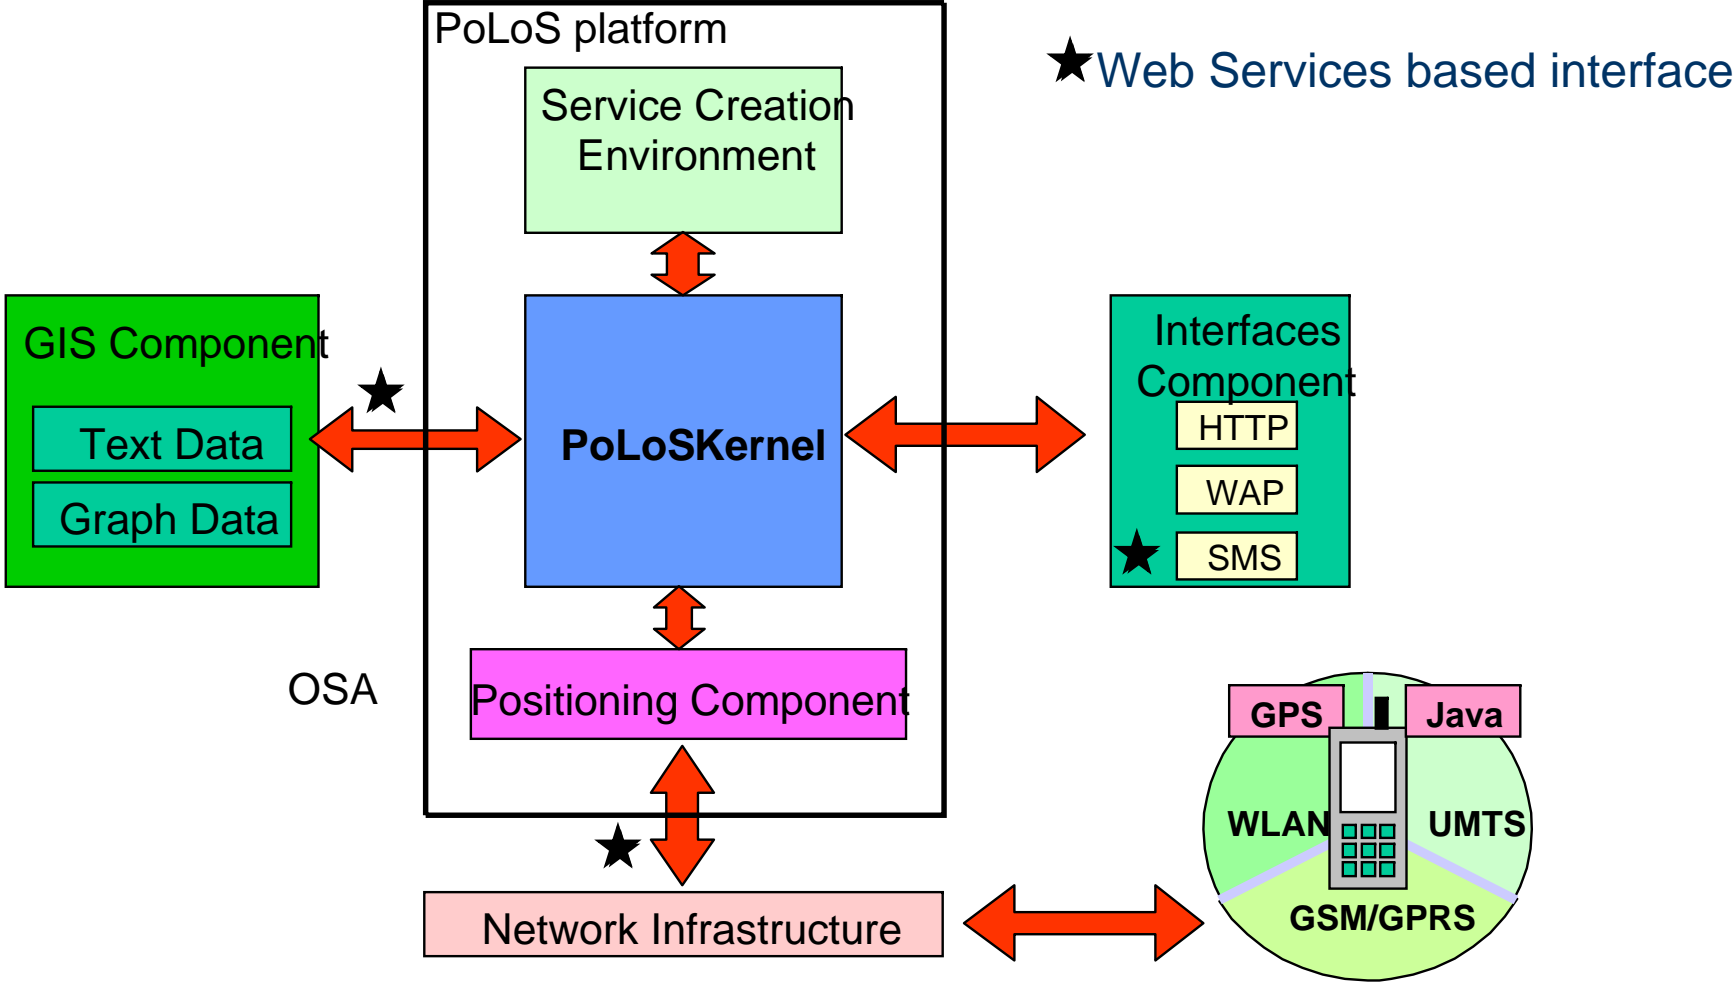 PoLoS platform
Web Services based interface
Service Creation
Environment
GIS Component
Text Data
Graph Data
PoLoSKernel
Interfaces
Component
HTTP
WAP
SMS
OSA
Positioning Component
GPS
Java
WLAN
UMTS
GSM/GPRS
Network Infrastructure